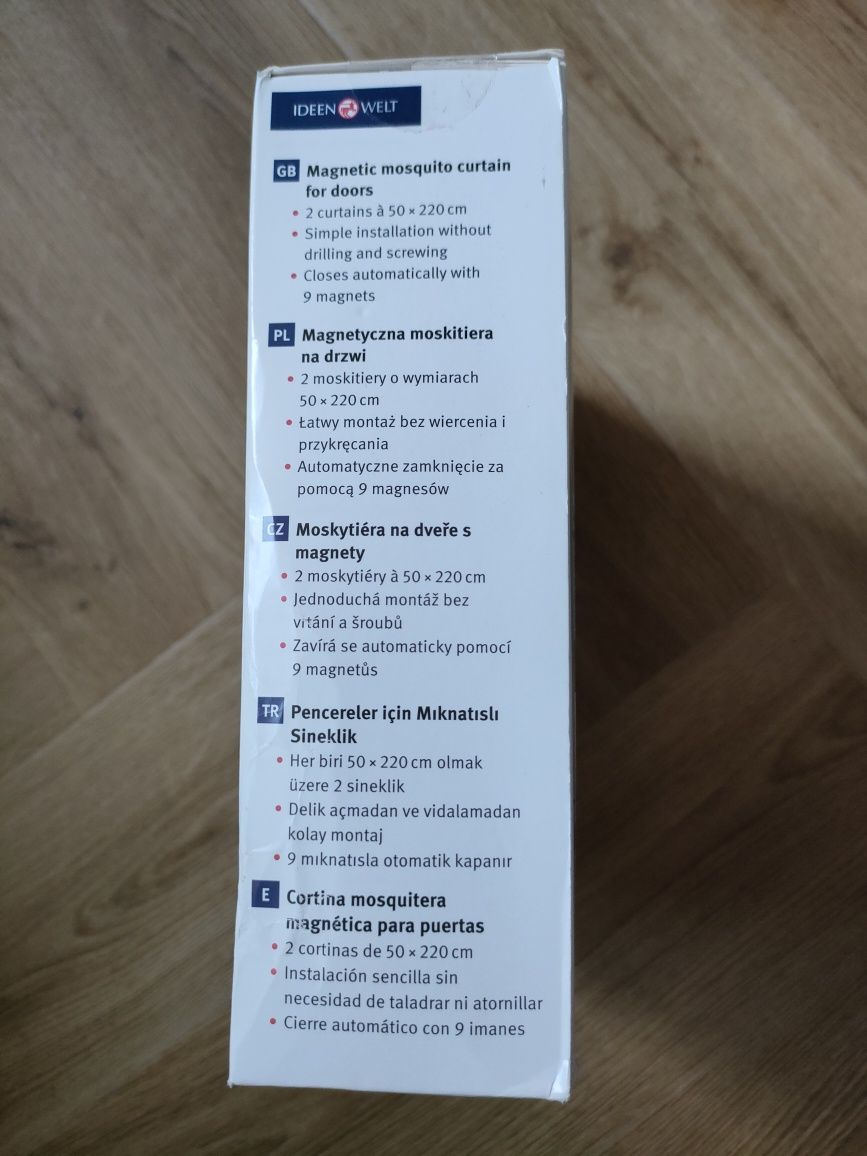 IDEEN WELT
GB Magnetic mosquito curtain
for doors
• 2 curtains à 50 × 220 cm
• Simple installation without
drilling and screwing
• Closes automatically with
9 magnets
PL Magnetyczna moskitiera
na drzwi
• 2 moskitiery o wymiarach
50 × 220 cm
• Łatwy montaż bez wiercenia i
przykręcania
• Automatyczne zamknięcie za
pomocą 9 magnesów
CZ Moskytiéra na dveře s
magnety
• 2 moskytiéry à 50 × 220 cm
• Jednoduchá montáž bez
vrtání a šroubů
• Zavírá se automaticky pomocí
9 magnetůs
TR Pencereler için Mıknatıslı
Sineklik
• Her biri 50 × 220 cm olmak
üzere 2 sineklik
• Delik açmadan ve vidalamadan
kolay montaj
• 9 mıknatısla otomatik kapanır
E Cortina mosquitera
magnética para puertas
• 2 cortinas de 50 × 220 cm
• Instalación sencilla sin
necesidad de taladrar ni atornillar
• Cierre automático con 9 imanes